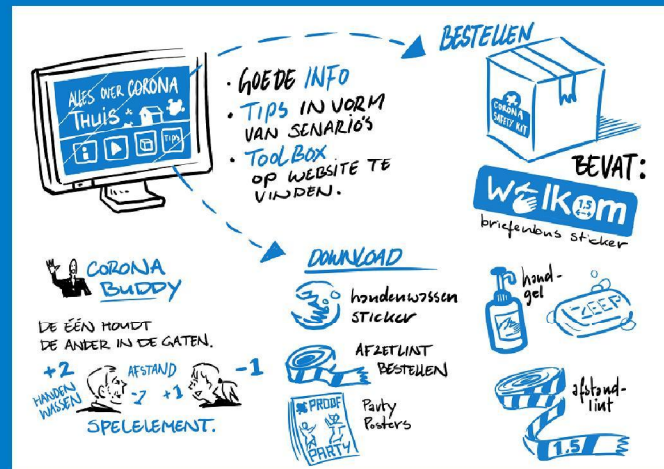 ALLES OVER CORONA
THUIS
i
TIPS
• GOEDE INFO
• TIPS IN VORM
VAN SENARIO'S
• TOOLBOX
OP WEBSITE TE
VINDEN.
BESTELLEN
CORONA
SAFETY KIT
BEVAT:
WELKOM
1,5
brievenbus sticker
hand-
gel
ZEEP
afstand-
lint
1.5
DOWNLOAD
handenwassen
sticker
AFZETLINT
BESTELLEN
Party
Posters
PROOF
PARTY
CORONA
BUDDY
DE ÉÉN HOUDT
DE ANDER IN DE GATEN.
+2
HANDEN
WASSEN
AFSTAND
-2 +1
-1
SPELELEMENT.